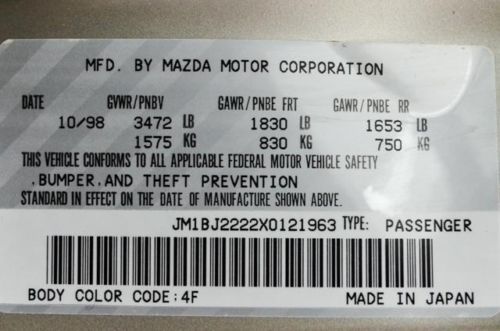 MFD. BY MAZDA MOTOR CORPORATION
DATE GVWR/PNBV GAWR/PNBE FRT GAWR/PNBE RR
10/98 3472 LB 1830 LB 1653 LB
1575 KG 830 KG 750 KG
THIS VEHICLE CONFORMS TO ALL APPLICABLE FEDERAL MOTOR VEHICLE SAFETY
,BUMPER,AND THEFT PREVENTION
STANDARD IN EFFECT ON THE DATE OF MANUFACTURE SHOWN ABOVE.
JM1BJ2222X0121963 TYPE: PASSENGER
BODY COLOR CODE:4F MADE IN JAPAN